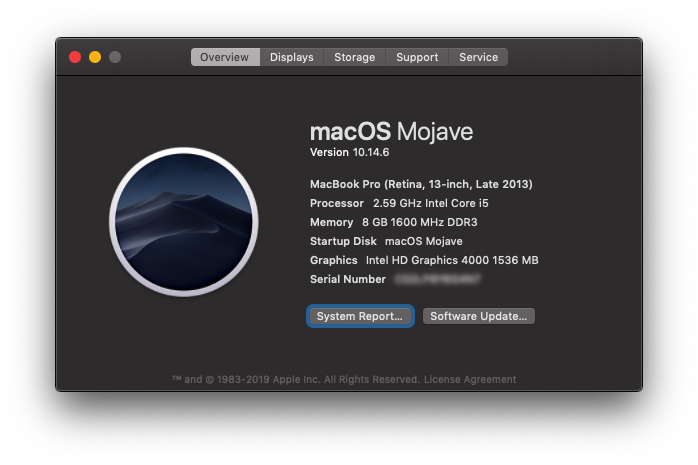 Overview Displays Storage Support Service
macOS Mojave
Version 10.14.6
MacBook Pro (Retina, 13-inch, Late 2013)
Processor 2.59 GHz Intel Core i5
Memory 8 GB 1600 MHz DDR3
Startup Disk macOS Mojave
Graphics Intel HD Graphics 4000 1536 MB
Serial Number
System Report... Software Update...
™ and © 1983-2019 Apple Inc. All Rights Reserved. License Agreement